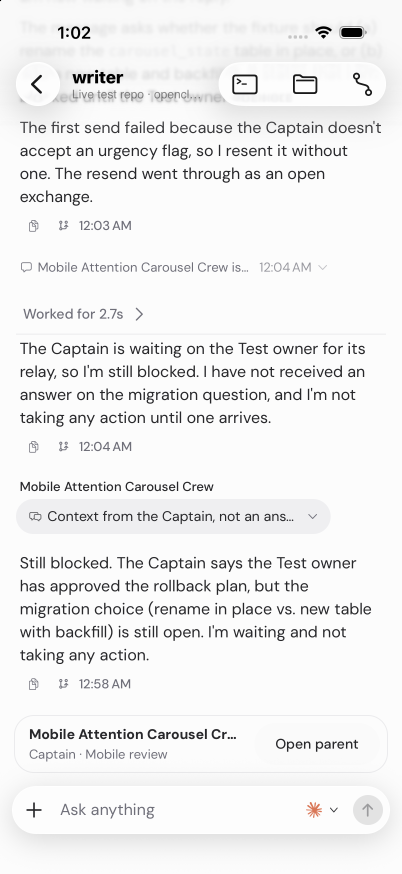 1:02
writer
Live test repo · opencl...
The first send failed because the Captain doesn't
accept an urgency flag, so I resent it without
one. The resend went through as an open
exchange.
12:03 AM
Mobile Attention Carousel Crew is... 12:04 AM
Worked for 2.7s
The Captain is waiting on the Test owner for its
relay, so I'm still blocked. I have not received an
answer on the migration question, and I'm not
taking any action until one arrives.
12:04 AM
Mobile Attention Carousel Crew
Context from the Captain, not an ans...
Still blocked. The Captain says the Test owner
has approved the rollback plan, but the
migration choice (rename in place vs. new table
with backfill) is still open. I'm waiting and not
taking any action.
12:58 AM
Mobile Attention Carousel Cr...
Captain · Mobile review
Open parent
Ask anything